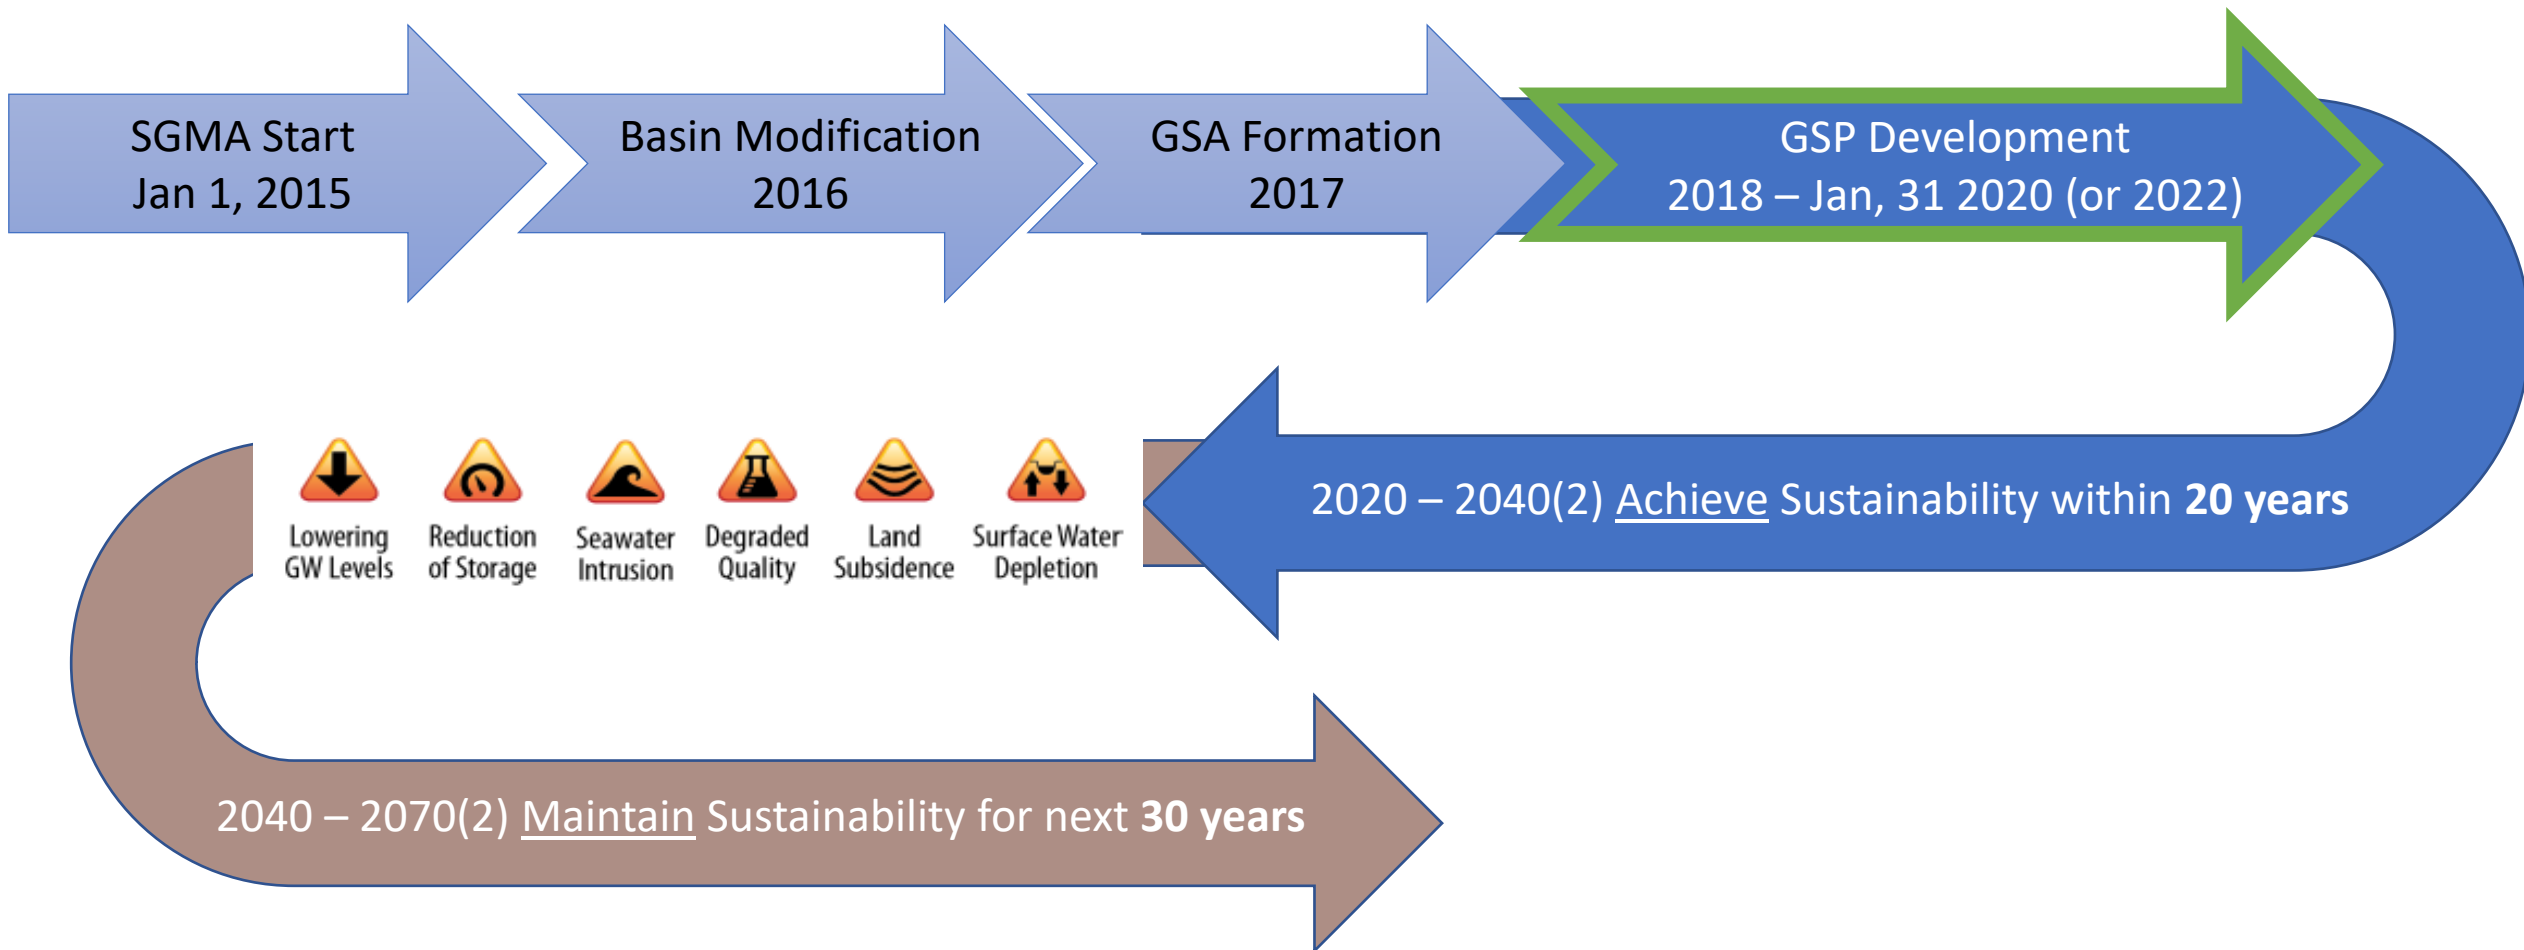 SGMA Start
Jan 1, 2015
Basin Modification
2016
GSA Formation
2017
GSP Development
2018 – Jan, 31 2020 (or 2022)
2020 – 2040(2) Achieve Sustainability within 20 years
Lowering
GW Levels
Reduction
of Storage
Seawater
Intrusion
Degraded
Quality
Land
Subsidence
Surface Water
Depletion
2040 – 2070(2) Maintain Sustainability for next 30 years